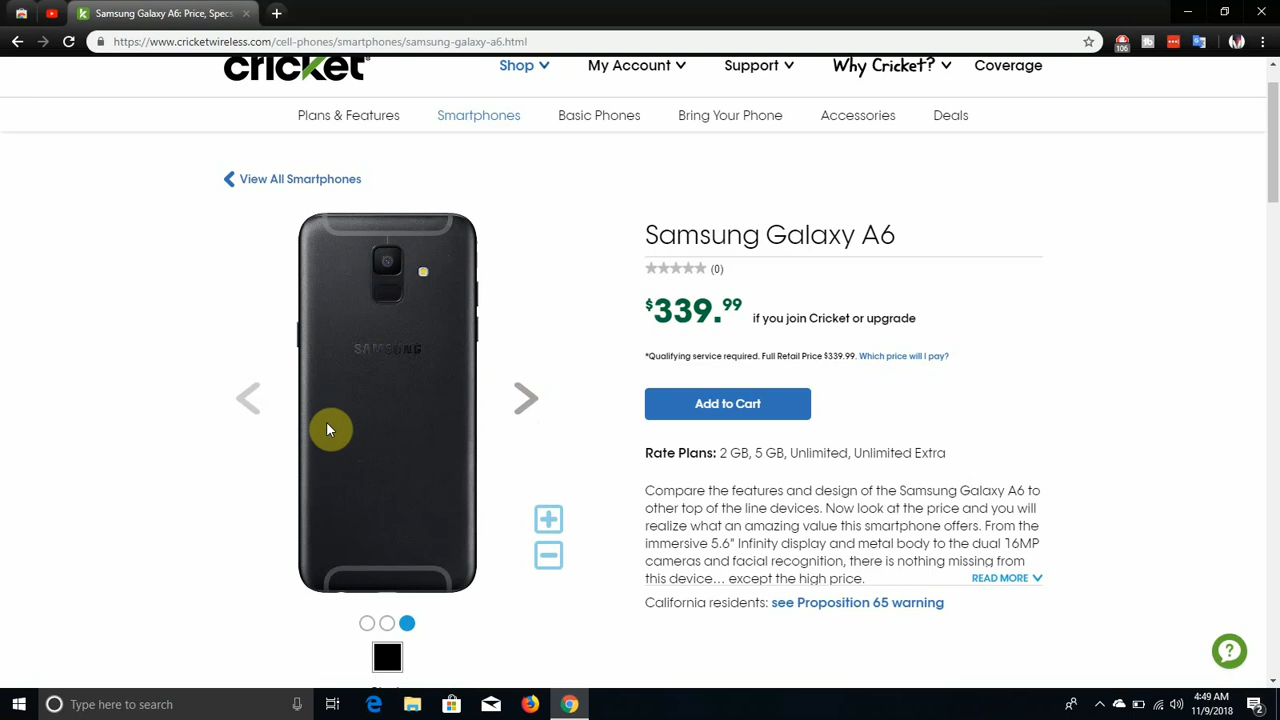 Samsung Galaxy A6: Price, Specs
https://www.cricketwireless.com/cell-phones/smartphones/samsung-galaxy-a6.html
106
cricket
Shop My Account Support Why Cricket? Coverage
Plans & Features Smartphones Basic Phones Bring Your Phone Accessories Deals
View All Smartphones
SAMSUNG
Samsung Galaxy A6
(0)
$339.99 if you join Cricket or upgrade
*Qualifying service required. Full Retail Price $339.99. Which price will I pay?
Add to Cart
Rate Plans: 2 GB, 5 GB, Unlimited, Unlimited Extra
Compare the features and design of the Samsung Galaxy A6 to
other top of the line devices. Now look at the price and you will
realize what an amazing value this smartphone offers. From the
immersive 5.6" Infinity display and metal body to the dual 16MP
cameras and facial recognition, there is nothing missing from
this device... except the high price. READ MORE
California residents: see Proposition 65 warning
Type here to search
4:49 AM
11/9/2018
2